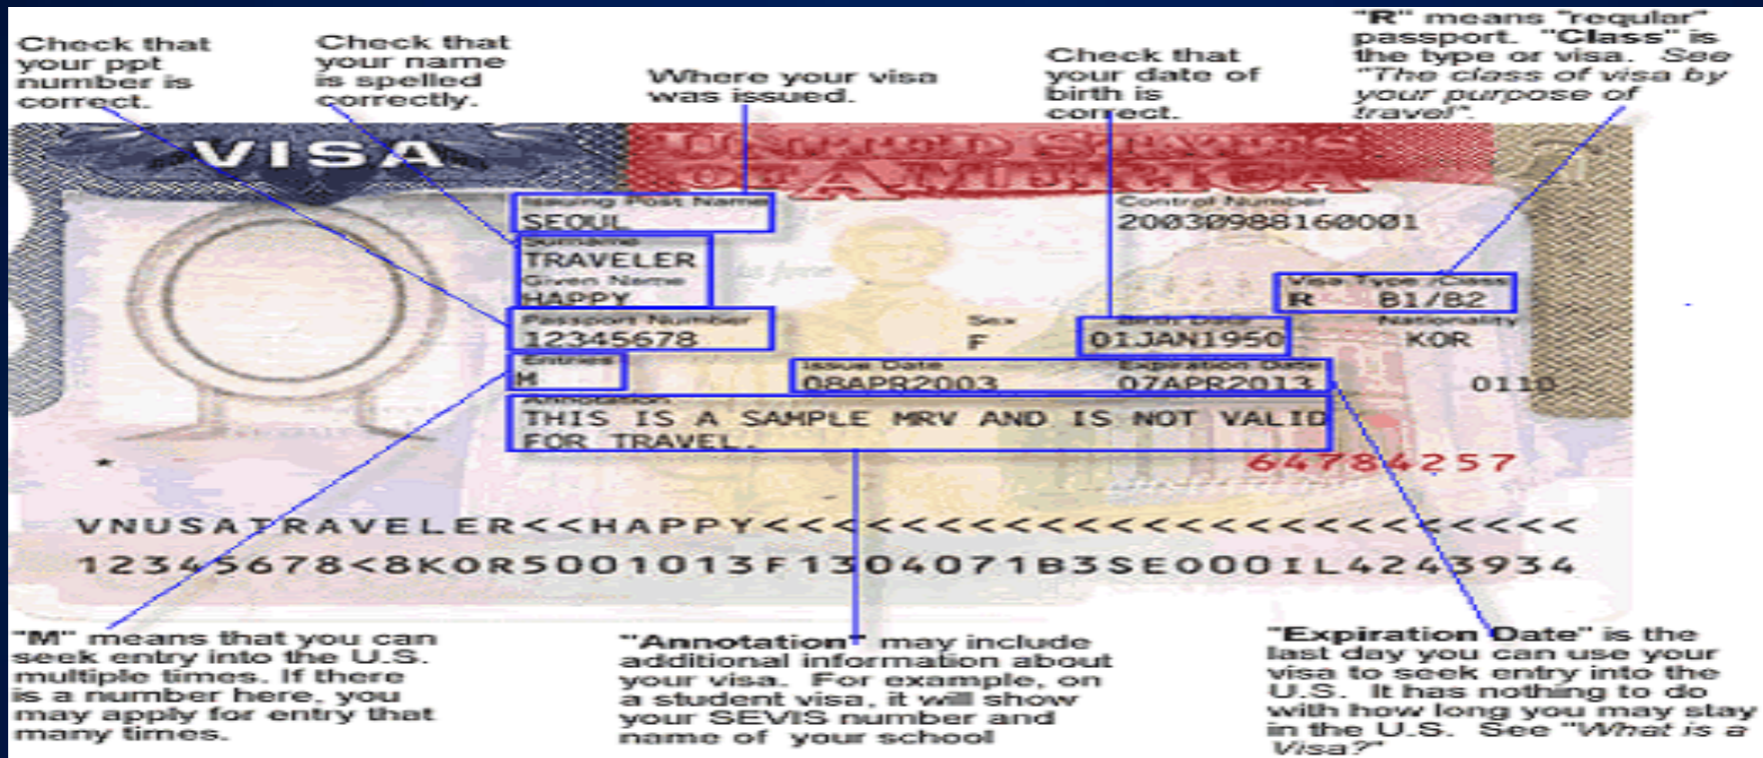 Check that
your ppt
number is
correct.
Check that
your name
is spelled
correctly.
Where your visa
was issued.
Check that
your date of
birth is
correct.
"R" means "regular"
passport. "Class" is
the type or visa. See
"The class of visa by
your purpose of
travel".
VISA
UNITED STATES
OF AMERICA
Issuing Post Name
SEOUL
Control Number
20030988160001
Surname
TRAVELER
Given Name
HAPPY
Visa Type /Class
R B1/B2
Passport Number
12345678
Sex
F
Birth Date
01JAN1950
Nationality
KOR
Entries
M
Issue Date
08APR2003
Expiration Date
07APR2013
0110
Annotation
THIS IS A SAMPLE MRV AND IS NOT VALID
FOR TRAVEL.
*
64784257
VNUSATRAVELER<<HAPPY<<<<<<<<<<<<<<<<<<<<<<<<
12345678<8KOR5001013F1304071B3SE000IL4243934
"M" means that you can
seek entry into the U.S.
multiple times. If there
is a number here, you
may apply for entry that
many times.
"Annotation" may include
additional information about
your visa. For example, on
a student visa, it will show
your SEVIS number and
name of your school
"Expiration Date" is the
last day you can use your
visa to seek entry into the
U.S. It has nothing to do
with how long you may stay
in the U.S. See "What is a
Visa?"